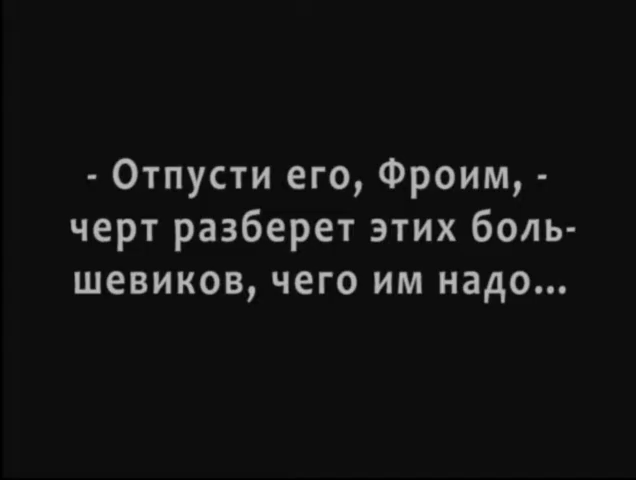 - Отпусти его, Фроим, -
черт разберет этих боль-
шевиков, чего им надо...